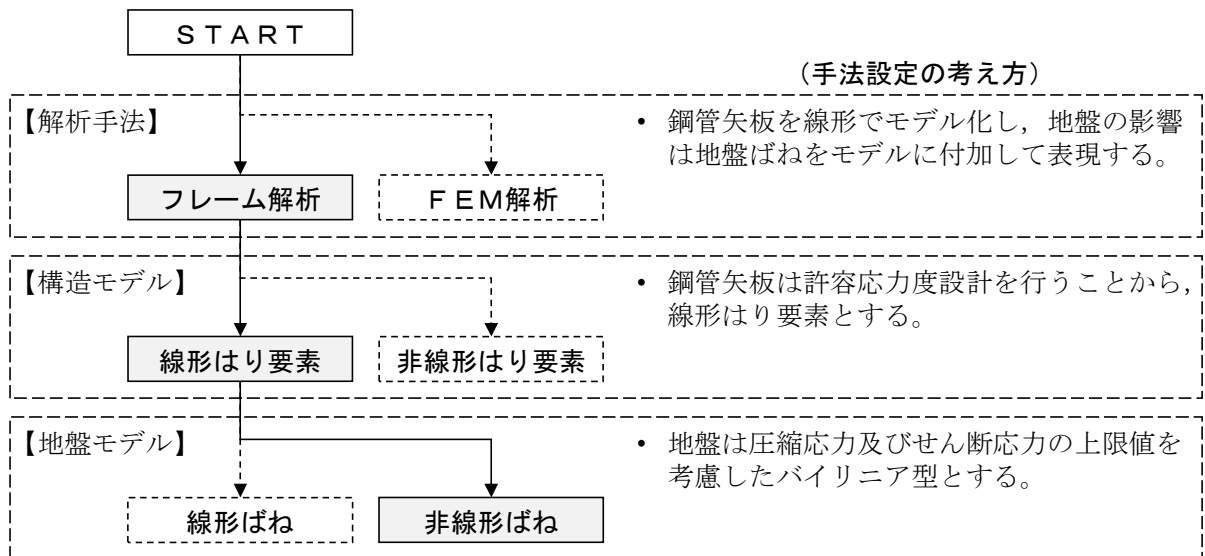 ＳＴＡＲＴ
（手法設定の考え方）
【解析手法】
• 鋼管矢板を線形でモデル化し，地盤の影響
は地盤ばねをモデルに付加して表現する。
フレーム解析
ＦＥＭ解析
【構造モデル】
• 鋼管矢板は許容応力度設計を行うことから，
線形はり要素とする。
線形はり要素
非線形はり要素
【地盤モデル】
• 地盤は圧縮応力及びせん断応力の上限値を
考慮したバイリニア型とする。
線形ばね
非線形ばね